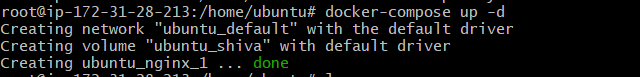 root@ip-172-31-28-213:/home/ubuntu# docker-compose up -d
Creating network "ubuntu_default" with the default driver
Creating volume "ubuntu_shiva" with default driver
Creating ubuntu_nginx_1 ... done